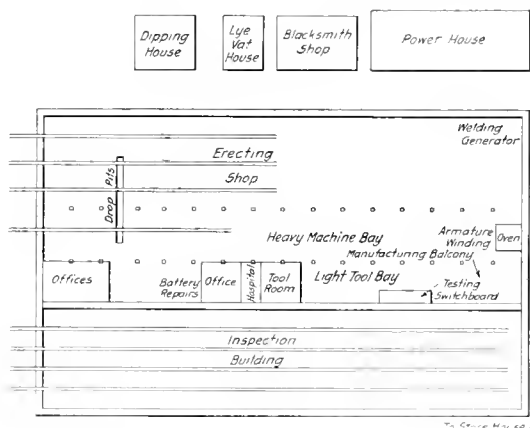 Dipping
House
Lye
Vat
House
Blacksmith
Shop
Power House
Welding
Generator
Erecting
Shop
Drop Pits
Heavy Machine Bay
Armature
Winding
Oven
Manufacturing Balcony
Offices
Battery
Repairs
Office
Hospital
Tool
Room
Light Tool Bay
Testing
Switchboard
Inspection
Building
To
House